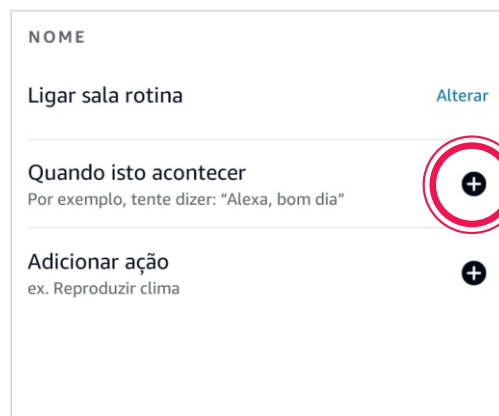 NOME
Ligar sala rotina
Alterar
Quando isto acontecer
Por exemplo, tente dizer: “Alexa, bom dia”
Adicionar ação
ex. Reproduzir clima